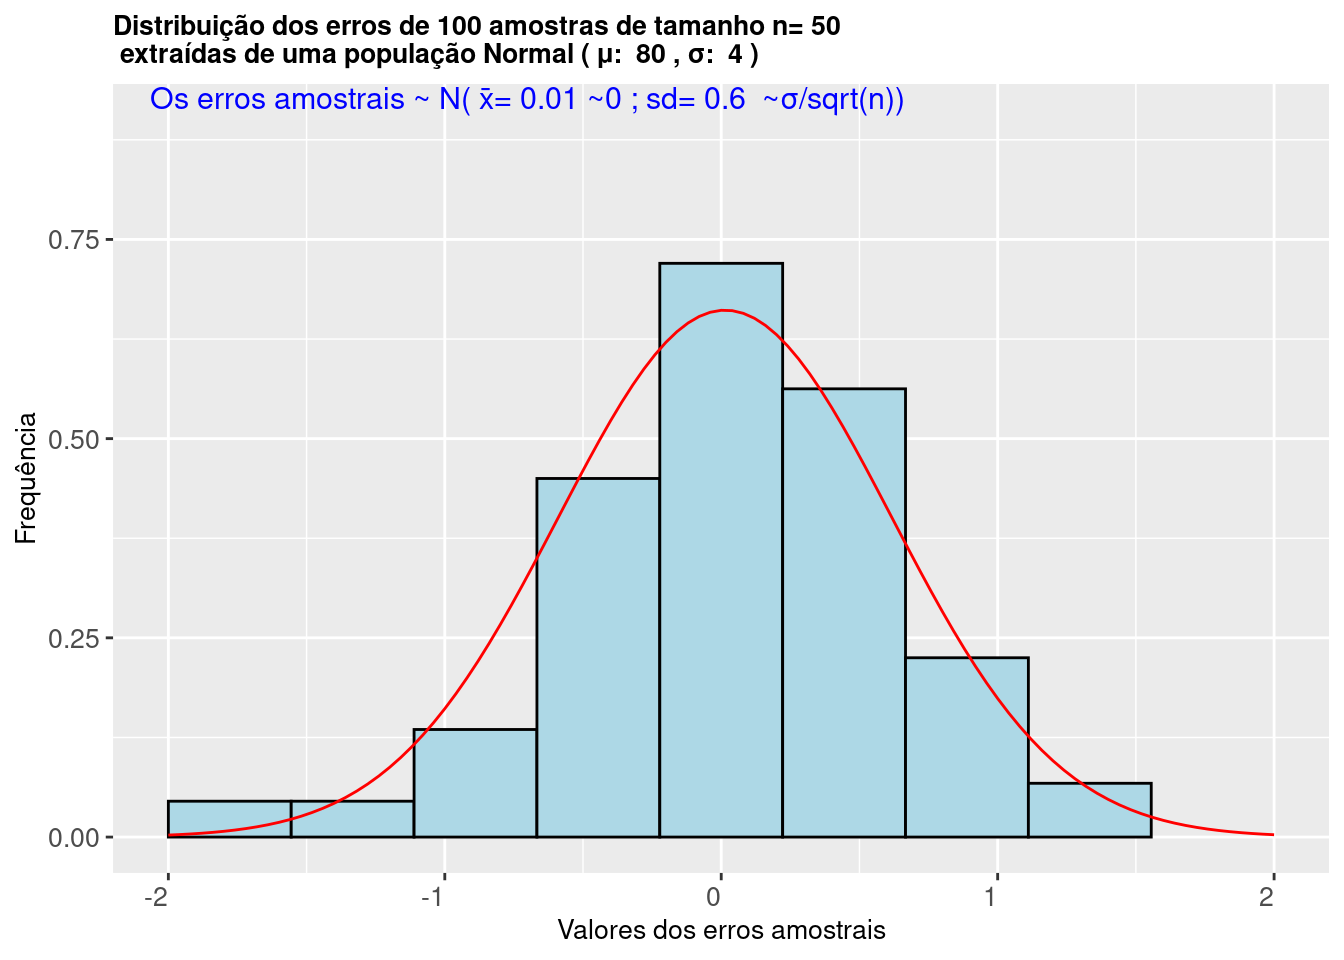 Distribuição dos erros de 100 amostras de tamanho n= 50
extraídas de uma população Normal ( μ:  80 , σ:  4 )
Os erros amostrais ~ N( x̄= 0.01 ~0 ; sd= 0.6  ~σ/sqrt(n))
0.75
0.50
0.25
0.00
Frequência
-2
-1
0
1
2
Valores dos erros amostrais